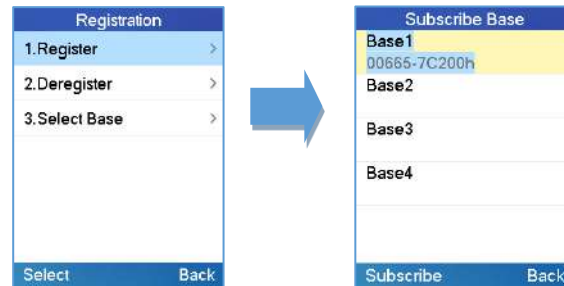 Registration
1.Register
2.Deregister
3.Select Base
Select Back
Subscribe Base
Base1
00665-7C200h
Base2
Base3
Base4
Subscribe Back